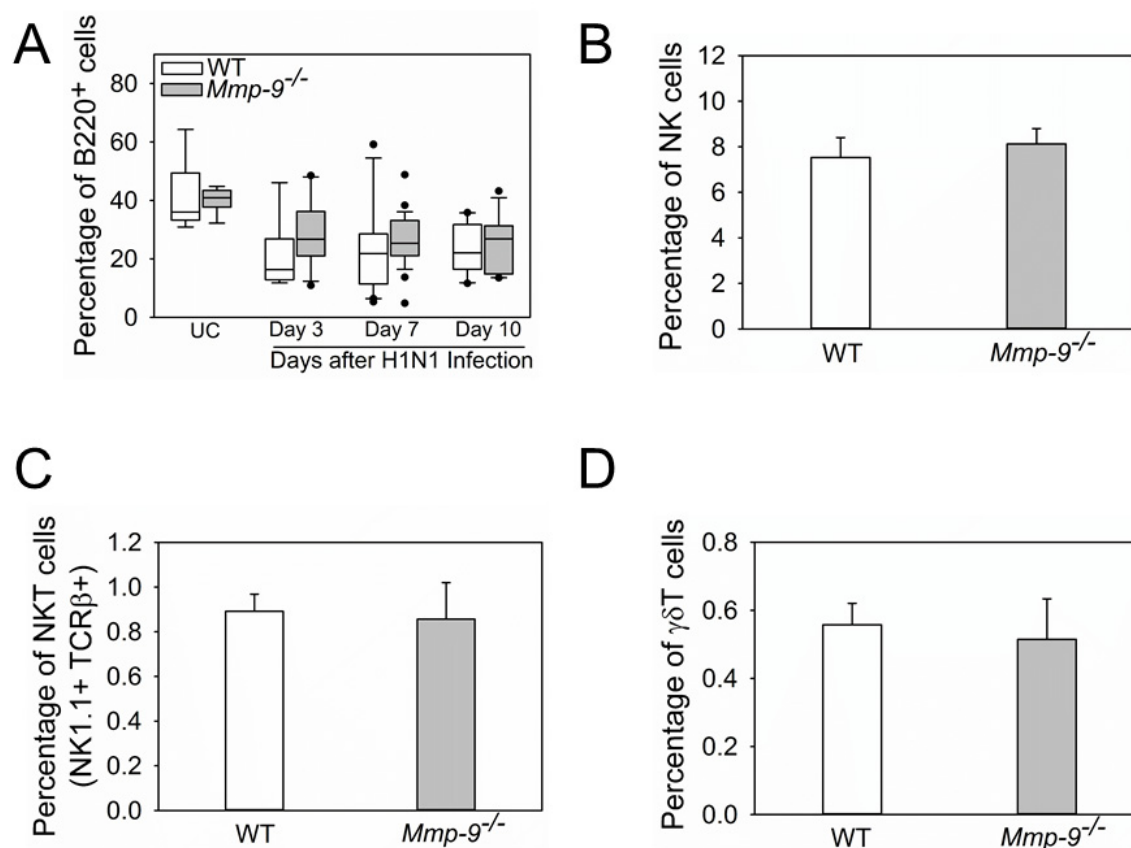 A
Percentage of B220⁺ cells
80
60
40
20
0
WT
Mmp-9⁻/⁻
UC
Day 3
Day 7
Day 10
Days after H1N1 Infection
B
Percentage of NK cells
12
10
8
6
4
2
0
WT
Mmp-9⁻/⁻
C
Percentage of NKT cells
(NK1.1+ TCRβ+)
1.2
1.0
0.8
0.6
0.4
0.2
0.0
WT
Mmp-9⁻/⁻
D
Percentage of γδT cells
0.8
0.6
0.4
0.2
0.0
WT
Mmp-9⁻/⁻